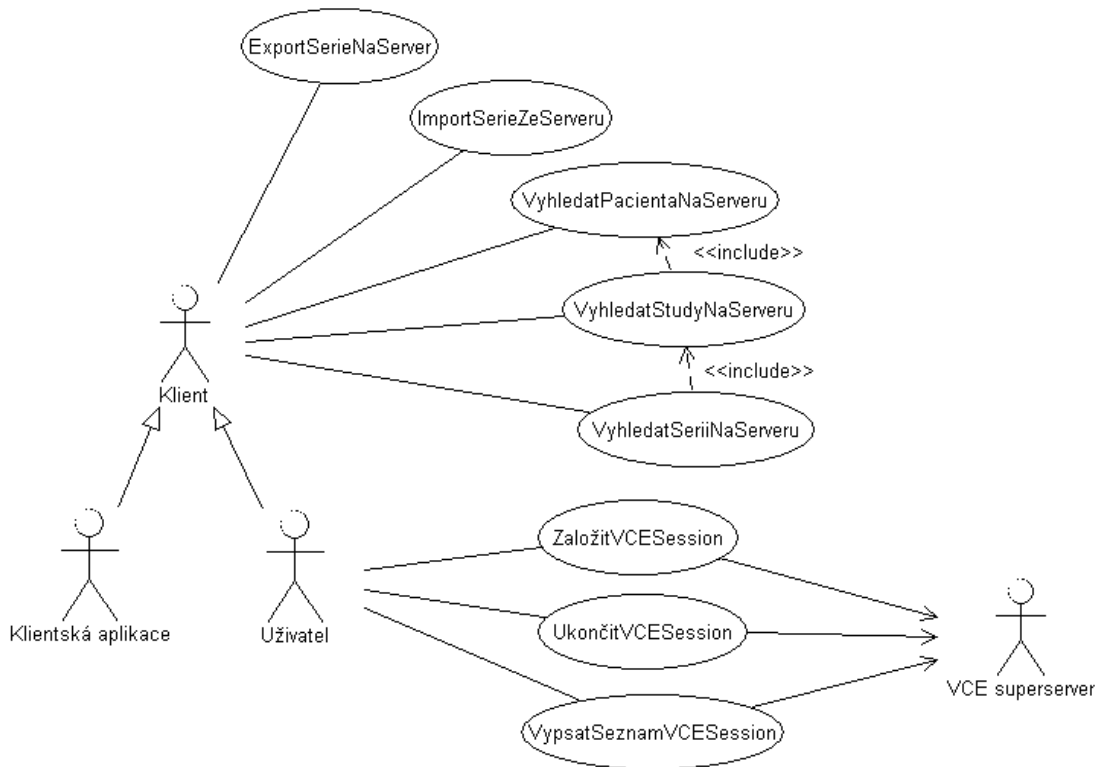 ExportSerieNaServer
ImportSerieZeServeru
VyhledatPacientaNaServeru
<<include>>
VyhledatStudyNaServeru
<<include>>
Klient
VyhledatSeriiNaServeru
ZaložitVCESession
Klientská aplikace
Uživatel
UkončitVCESession
VCE superserver
VypsatSeznamVCESession